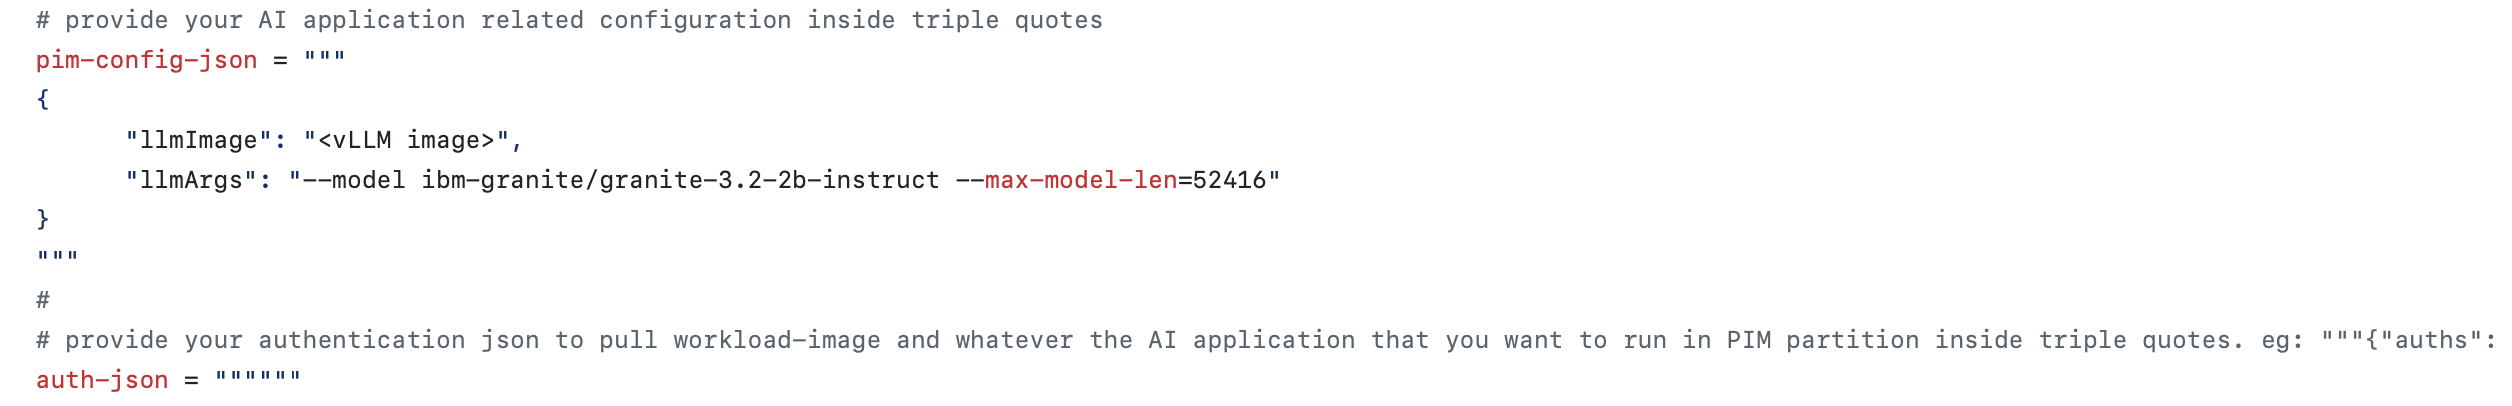 # provide your AI application related configuration inside triple quotes
pim-config-json = """
{
      "llmImage": "<vLLM image>",
      "llmArgs": "--model ibm-granite/granite-3.2-2b-instruct --max-model-len=52416"
}
"""
#
# provide your authentication json to pull workload-image and whatever the AI application that you want to run in PIM partition inside triple quotes. eg: """{"auths":
auth-json = """"""